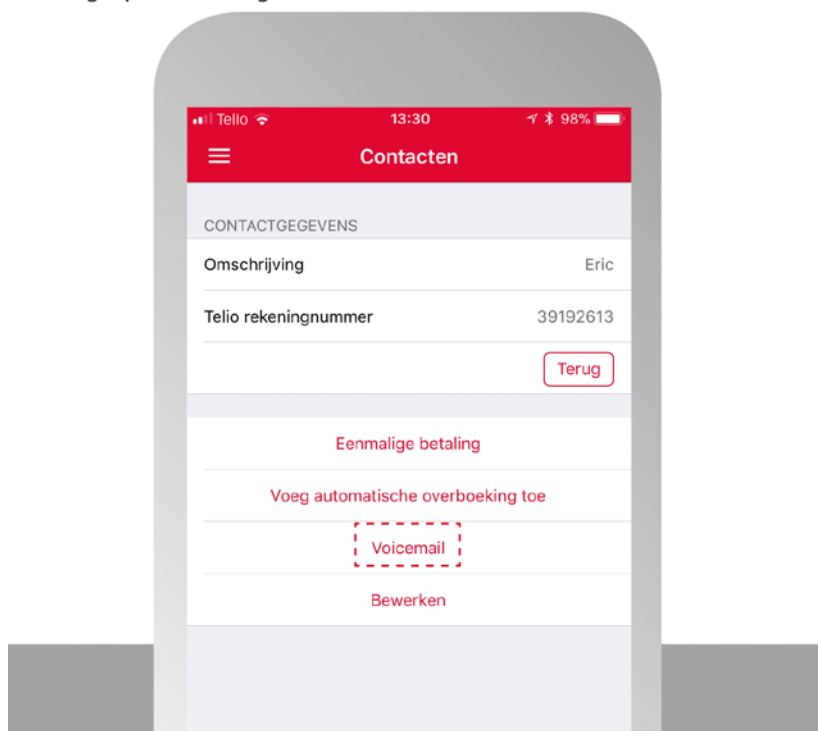 Tello 13:30 98%
Contacten
CONTACTGEGEVENS
Omschrijving Eric
Telio rekeningnummer 39192613
Terug
Eenmalige betaling
Voeg automatische overboeking toe
Voicemail
Bewerken